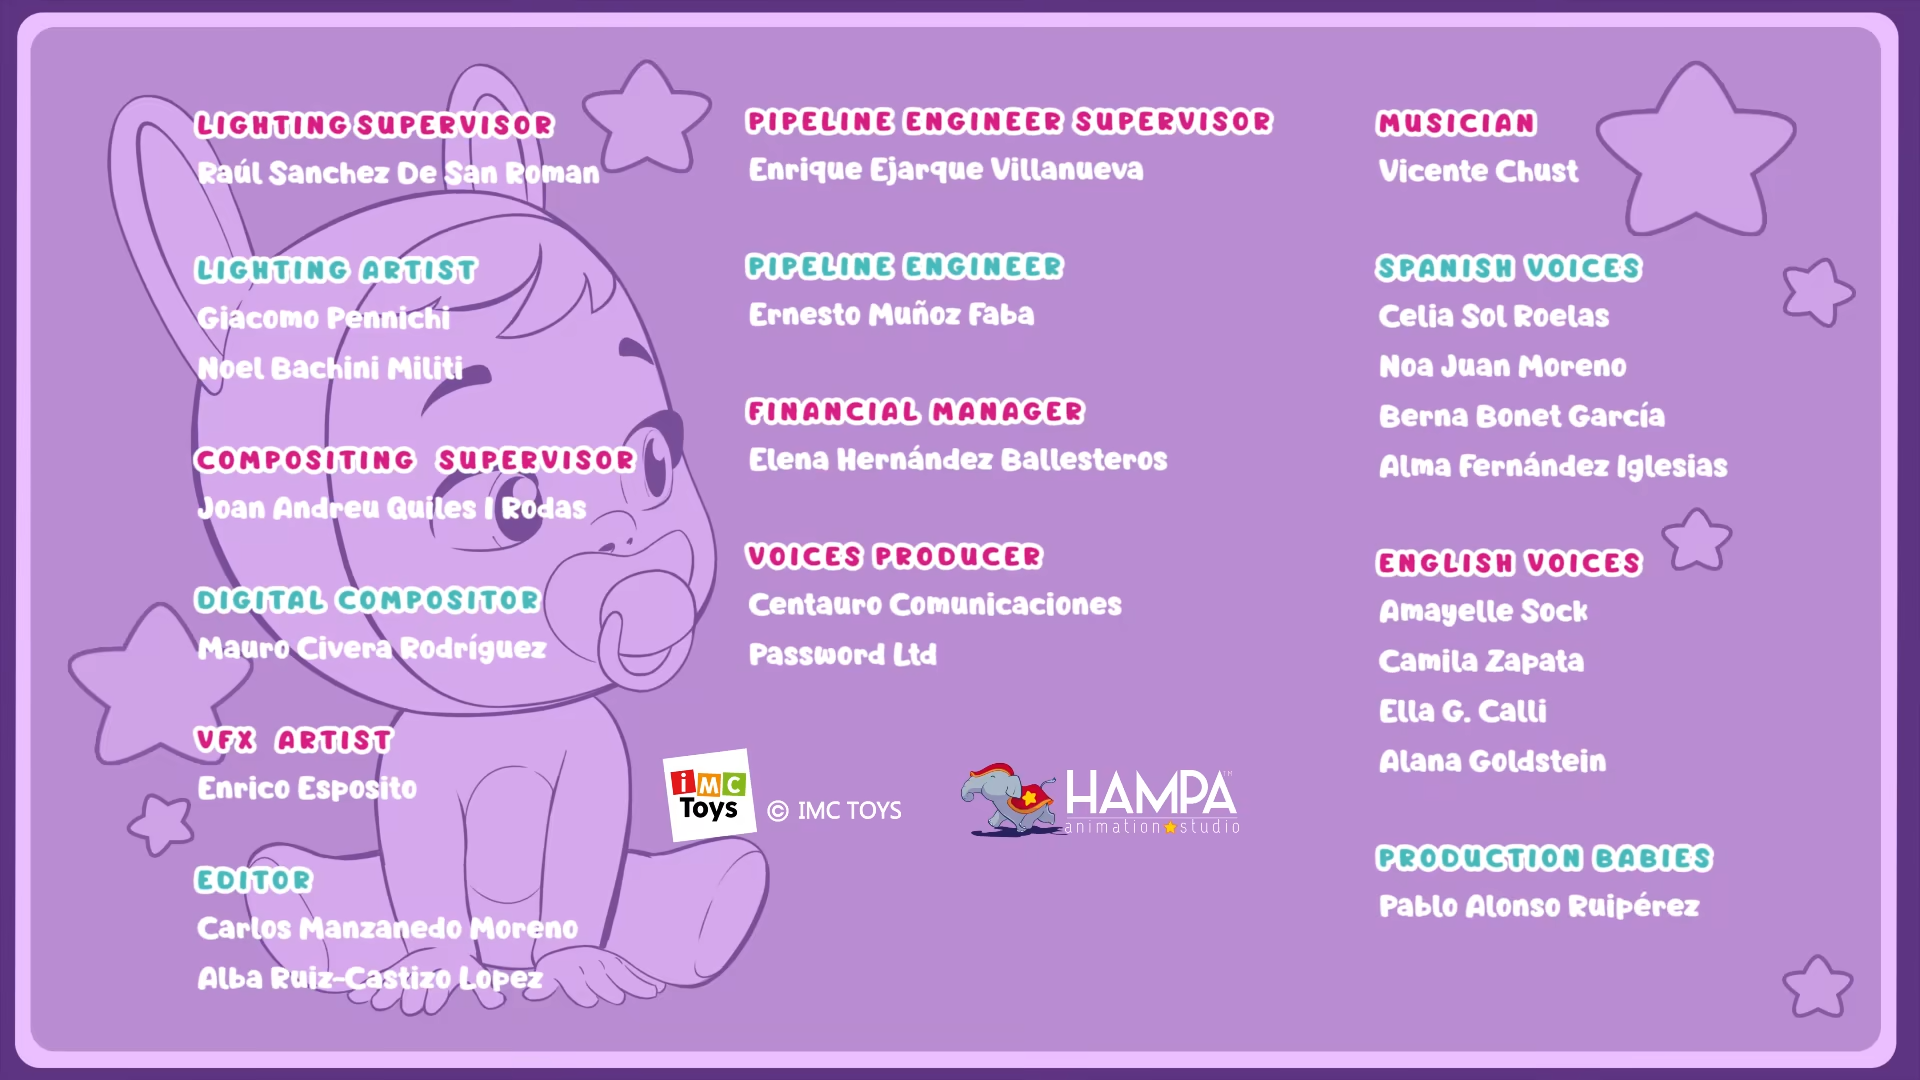 LIGHTING SUPERVISOR
Raúl Sanchez De San Roman
LIGHTING ARTIST
Giacomo Pennichi
Noel Bachini Militi
COMPOSITING SUPERVISOR
Joan Andreu Quiles I Rodas
DIGITAL COMPOSITOR
Mauro Civera Rodríguez
VFX ARTIST
Enrico Esposito
EDITOR
Carlos Manzanedo Moreno
Alba Ruiz-Castizo Lopez
PIPELINE ENGINEER SUPERVISOR
Enrique Ejarque Villanueva
PIPELINE ENGINEER
Ernesto Muñoz Faba
FINANCIAL MANAGER
Elena Hernández Ballesteros
VOICES PRODUCER
Centauro Comunicaciones
Password Ltd
iMC
Toys
© IMC TOYS
HAMPA™
animation studio
MUSICIAN
Vicente Chust
SPANISH VOICES
Celia Sol Roelas
Noa Juan Moreno
Berna Bonet García
Alma Fernández Iglesias
ENGLISH VOICES
Amayelle Sock
Camila Zapata
Ella G. Calli
Alana Goldstein
PRODUCTION BABIES
Pablo Alonso Ruipérez